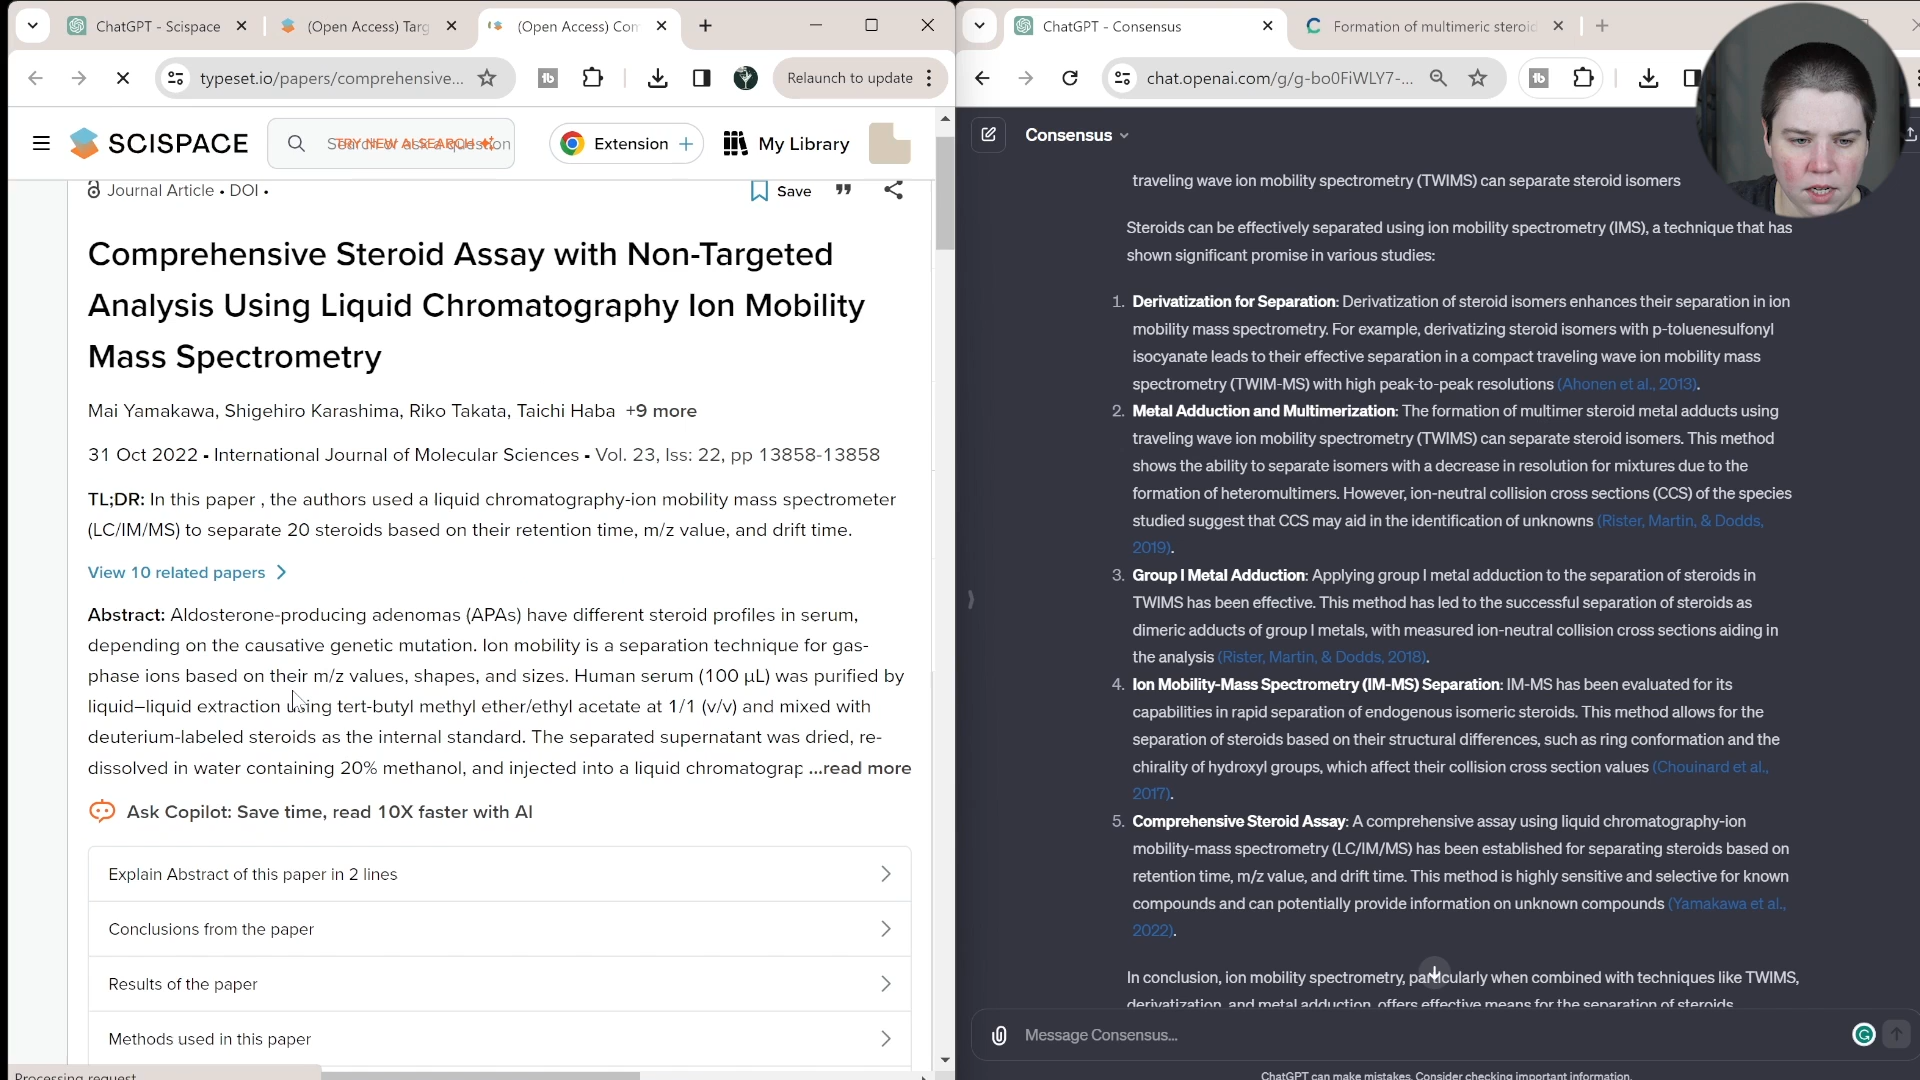 ChatGPT - Scispace
(Open Access) Targ
(Open Access) Com
typeset.io/papers/comprehensive...
Relaunch to update
SCISPACE
TRY NEW AI SEARCH
Extension
My Library
Journal Article • DOI •
Save
Comprehensive Steroid Assay with Non-Targeted
Analysis Using Liquid Chromatography Ion Mobility
Mass Spectrometry
Mai Yamakawa, Shigehiro Karashima, Riko Takata, Taichi Haba +9 more
31 Oct 2022 - International Journal of Molecular Sciences - Vol. 23, Iss: 22, pp 13858-13858
TL;DR: In this paper , the authors used a liquid chromatography-ion mobility mass spectrometer
(LC/IM/MS) to separate 20 steroids based on their retention time, m/z value, and drift time.
View 10 related papers
Abstract: Aldosterone-producing adenomas (APAs) have different steroid profiles in serum,
depending on the causative genetic mutation. Ion mobility is a separation technique for gas-
phase ions based on their m/z values, shapes, and sizes. Human serum (100 µL) was purified by
liquid–liquid extraction using tert-butyl methyl ether/ethyl acetate at 1/1 (v/v) and mixed with
deuterium-labeled steroids as the internal standard. The separated supernatant was dried, re-
dissolved in water containing 20% methanol, and injected into a liquid chromatograp ...read more
Ask Copilot: Save time, read 10X faster with AI
Explain Abstract of this paper in 2 lines
Conclusions from the paper
Results of the paper
Methods used in this paper
Processing request
ChatGPT - Consensus
Formation of multimeric steroid
chat.openai.com/g/g-bo0FiWLY7-...
Consensus
traveling wave ion mobility spectrometry (TWIMS) can separate steroid isomers
Steroids can be effectively separated using ion mobility spectrometry (IMS), a technique that has
shown significant promise in various studies:
1. Derivatization for Separation: Derivatization of steroid isomers enhances their separation in ion
mobility mass spectrometry. For example, derivatizing steroid isomers with p-toluenesulfonyl
isocyanate leads to their effective separation in a compact traveling wave ion mobility mass
spectrometry (TWIM-MS) with high peak-to-peak resolutions (Ahonen et al., 2013).
2. Metal Adduction and Multimerization: The formation of multimer steroid metal adducts using
traveling wave ion mobility spectrometry (TWIMS) can separate steroid isomers. This method
shows the ability to separate isomers with a decrease in resolution for mixtures due to the
formation of heteromultimers. However, ion-neutral collision cross sections (CCS) of the species
studied suggest that CCS may aid in the identification of unknowns (Rister, Martin, & Dodds,
2019).
3. Group I Metal Adduction: Applying group I metal adduction to the separation of steroids in
TWIMS has been effective. This method has led to the successful separation of steroids as
dimeric adducts of group I metals, with measured ion-neutral collision cross sections aiding in
the analysis (Rister, Martin, & Dodds, 2018).
4. Ion Mobility-Mass Spectrometry (IM-MS) Separation: IM-MS has been evaluated for its
capabilities in rapid separation of endogenous isomeric steroids. This method allows for the
separation of steroids based on their structural differences, such as ring conformation and the
chirality of hydroxyl groups, which affect their collision cross section values (Chouinard et al.,
2017).
5. Comprehensive Steroid Assay: A comprehensive assay using liquid chromatography-ion
mobility-mass spectrometry (LC/IM/MS) has been established for separating steroids based on
retention time, m/z value, and drift time. This method is highly sensitive and selective for known
compounds and can potentially provide information on unknown compounds (Yamakawa et al.,
2022).
In conclusion, ion mobility spectrometry, particularly when combined with techniques like TWIMS,
derivatization, and metal adduction, offers effective means for the separation of steroids
Message Consensus...
ChatGPT can make mistakes. Consider checking important information.